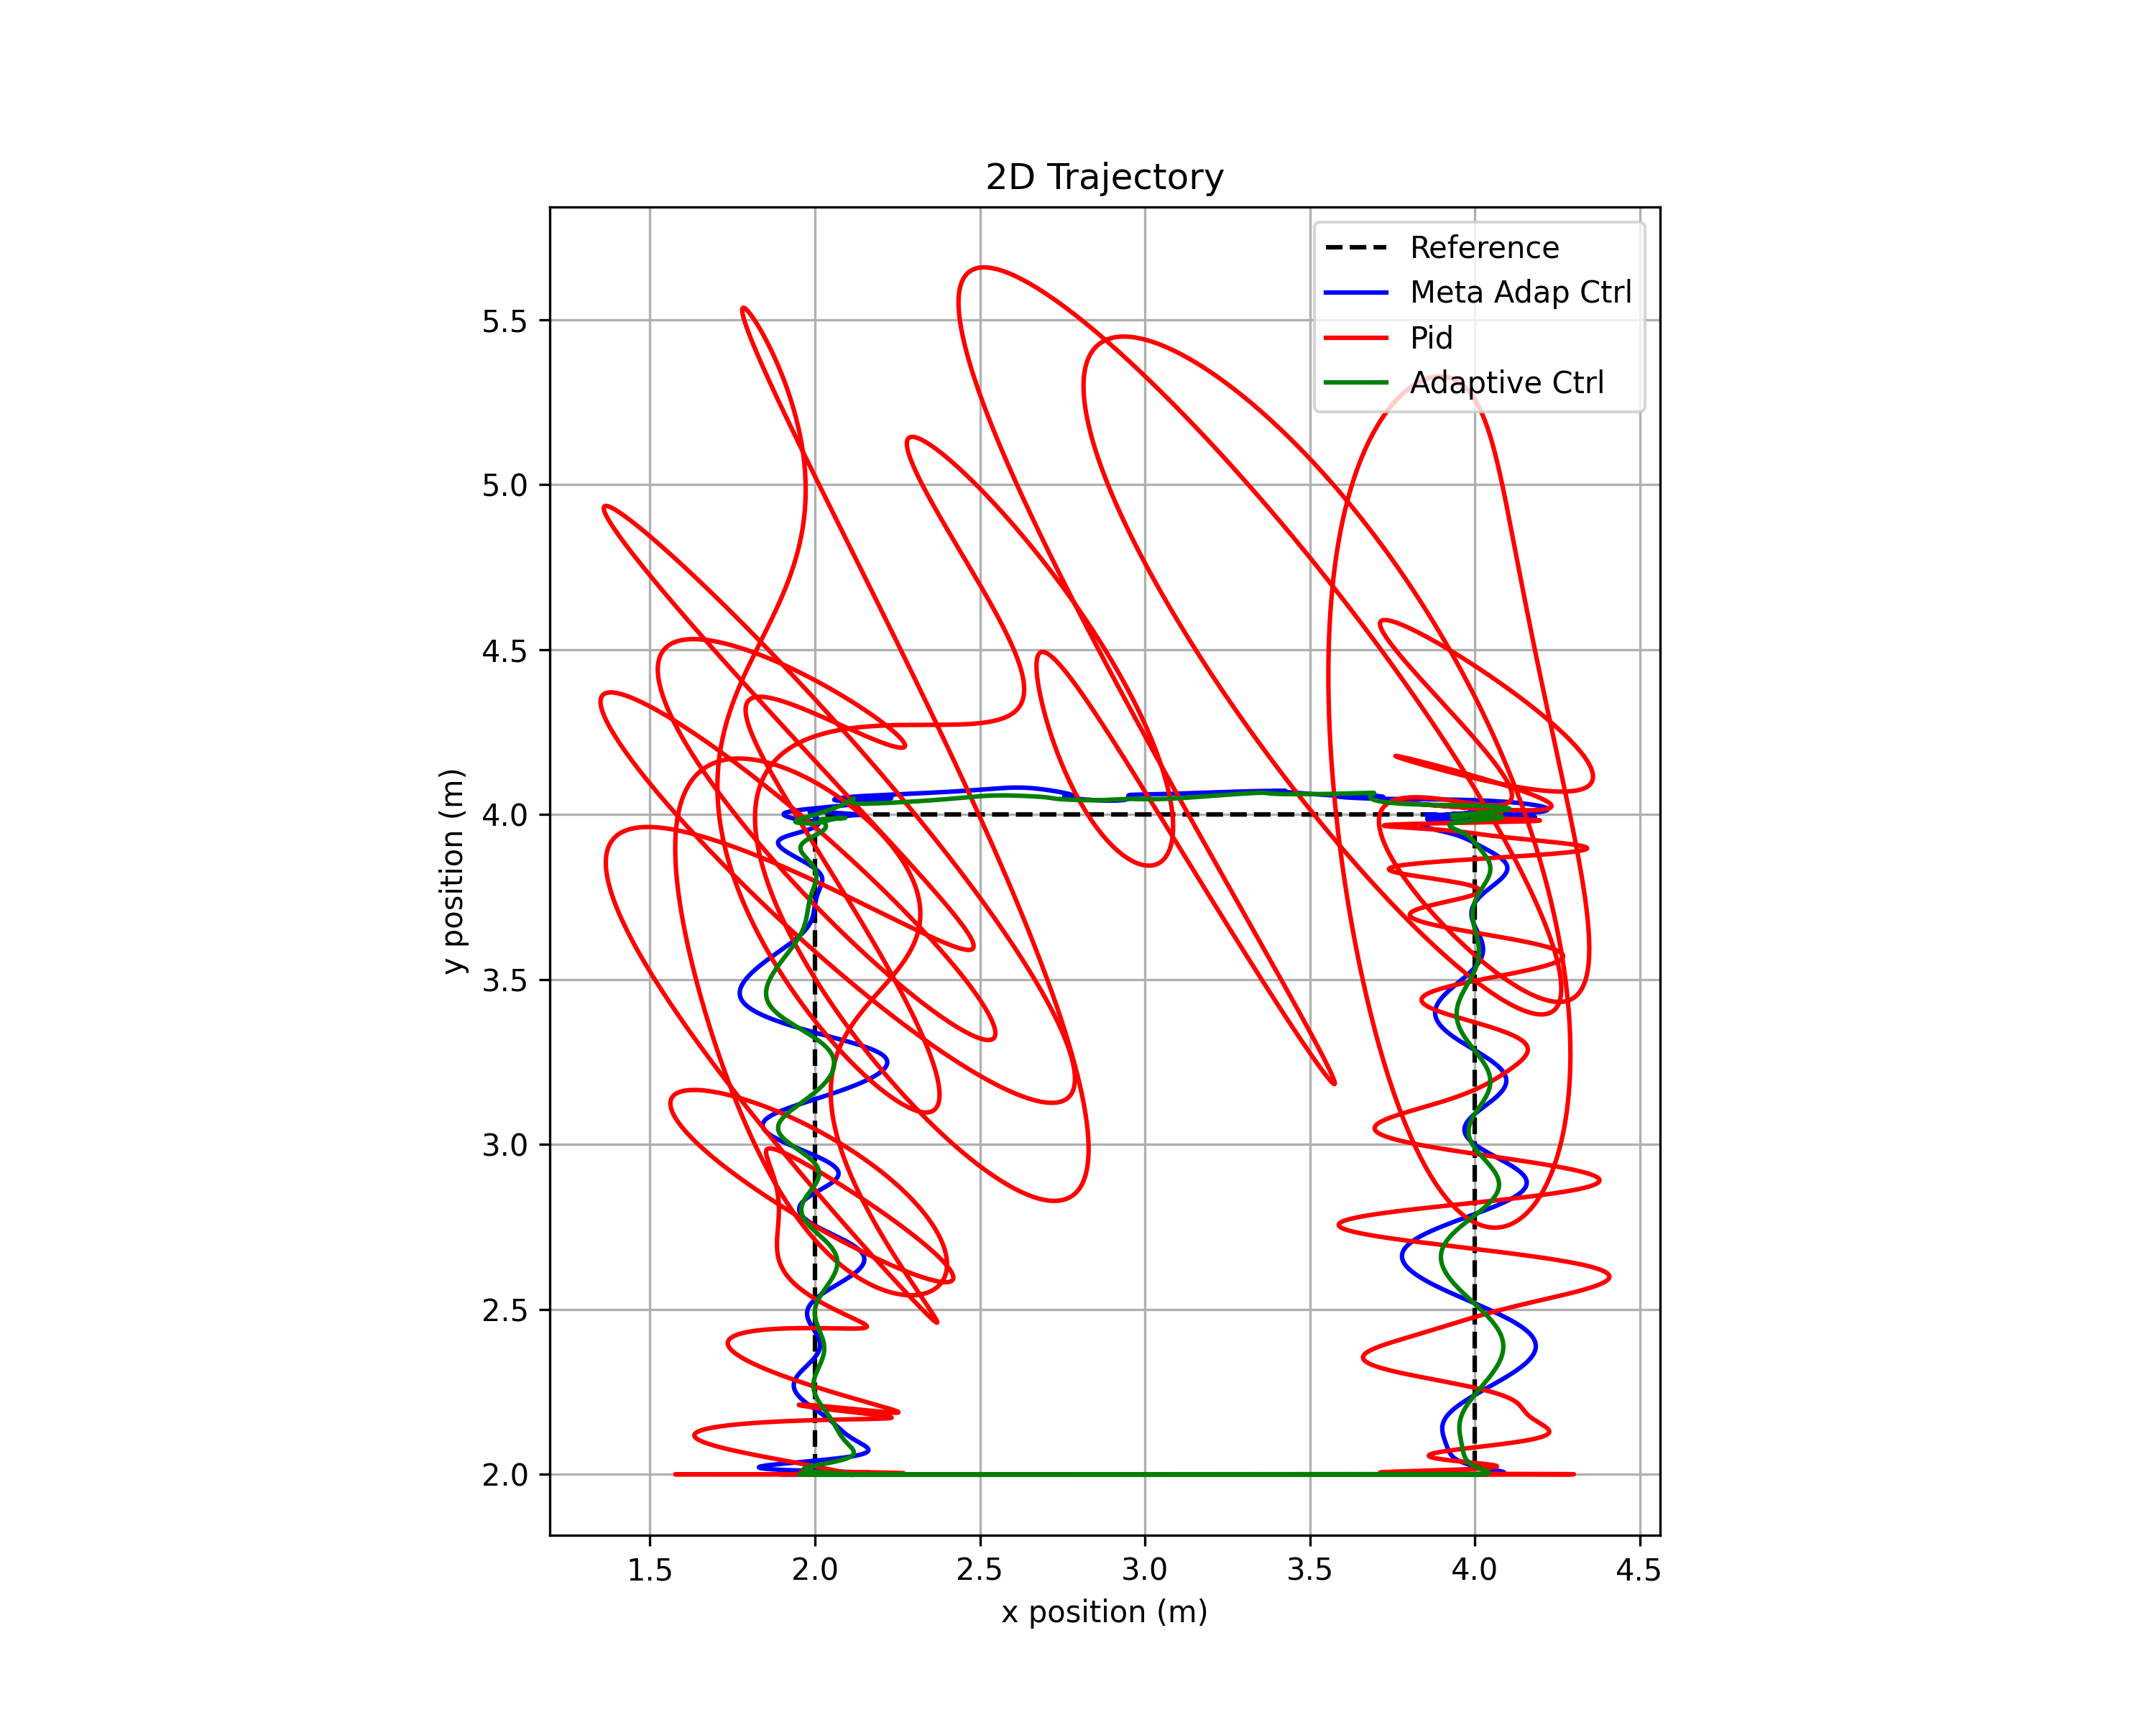 2D Trajectory
Reference
Meta Adap Ctrl
Pid
Adaptive Ctrl
5.5
5.0
4.5
4.0
3.5
3.0
2.5
2.0
y position (m)
1.5 2.0 2.5 3.0 3.5 4.0 4.5
x position (m)